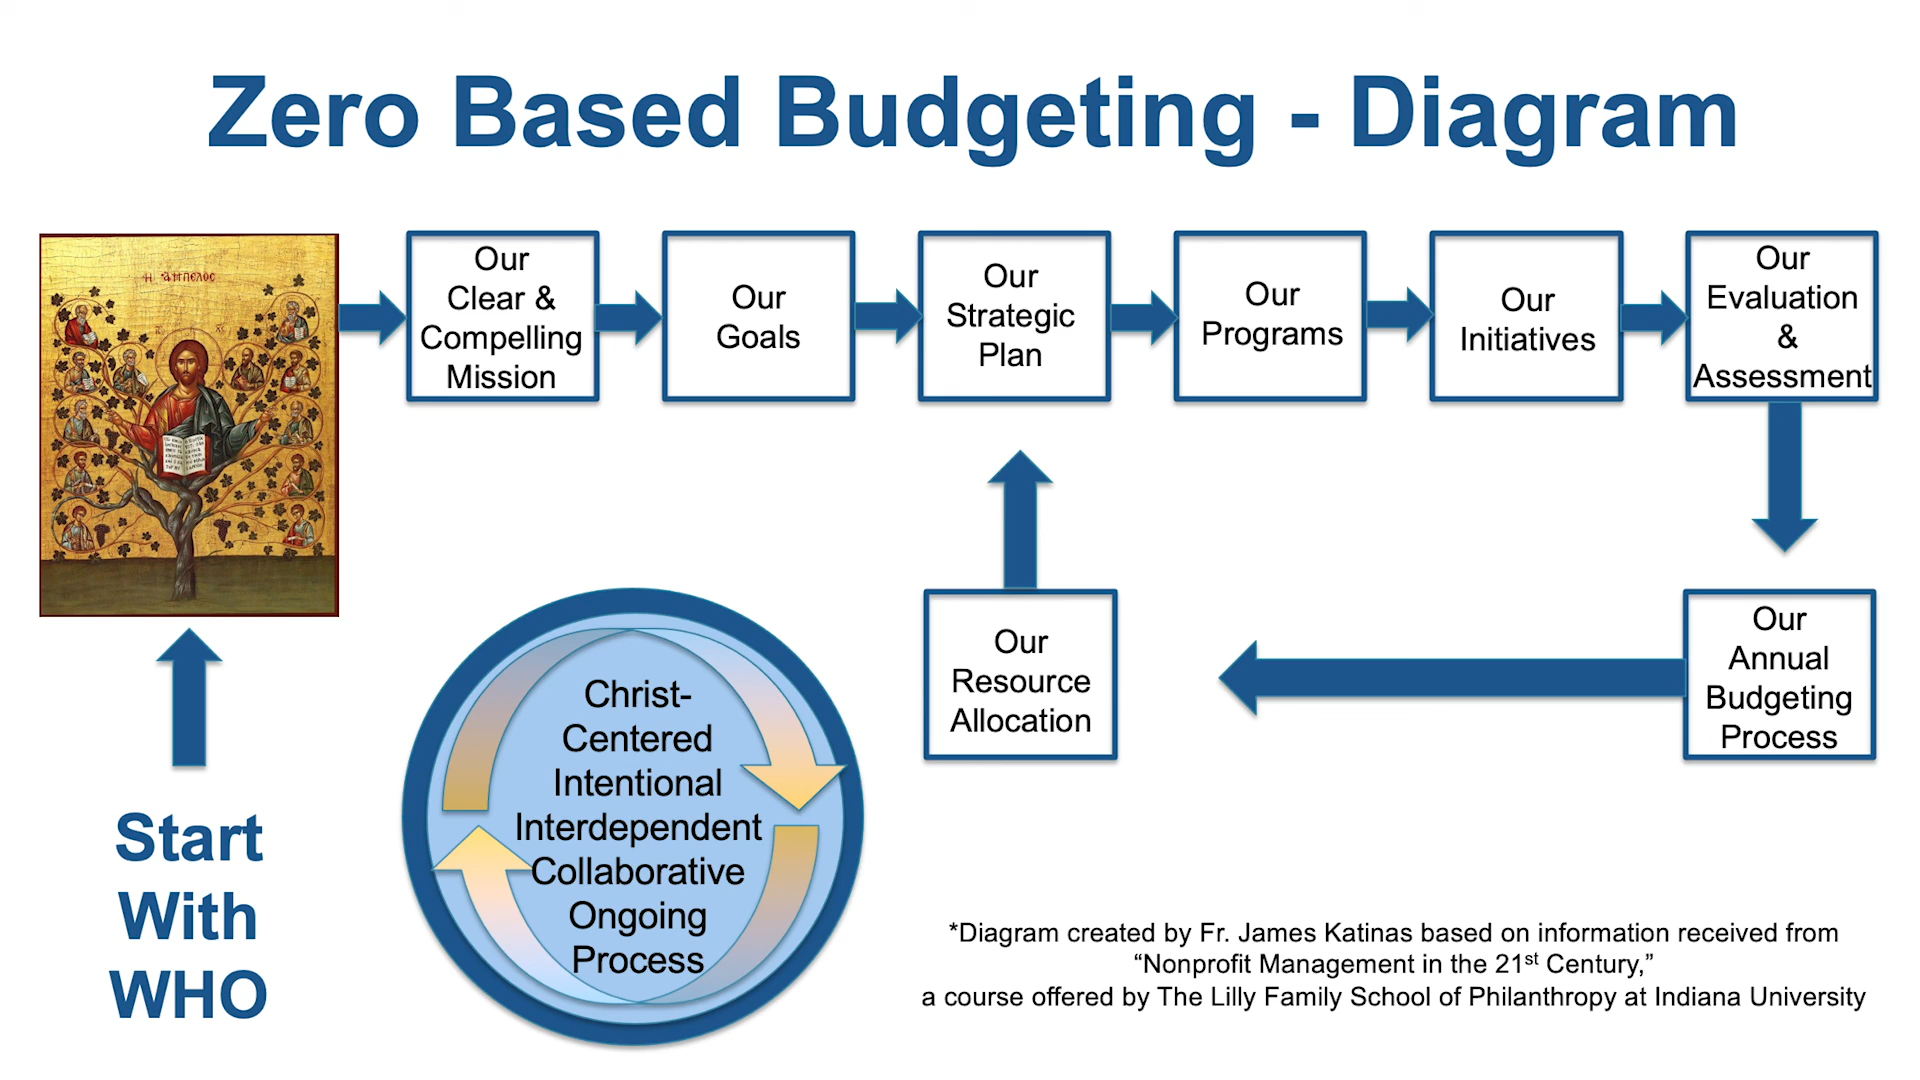 Zero Based Budgeting - Diagram
Η ἌΜΠΕΛΟΣ
Our
Clear &
Compelling
Mission
Our
Goals
Our
Strategic
Plan
Our
Programs
Our
Initiatives
Our
Evaluation
&
Assessment
Our
Annual
Budgeting
Process
Our
Resource
Allocation
Start
With
WHO
Christ-
Centered
Intentional
Interdependent
Collaborative
Ongoing
Process
*Diagram created by Fr. James Katinas based on information received from
“Nonprofit Management in the 21st Century,”
a course offered by The Lilly Family School of Philanthropy at Indiana University